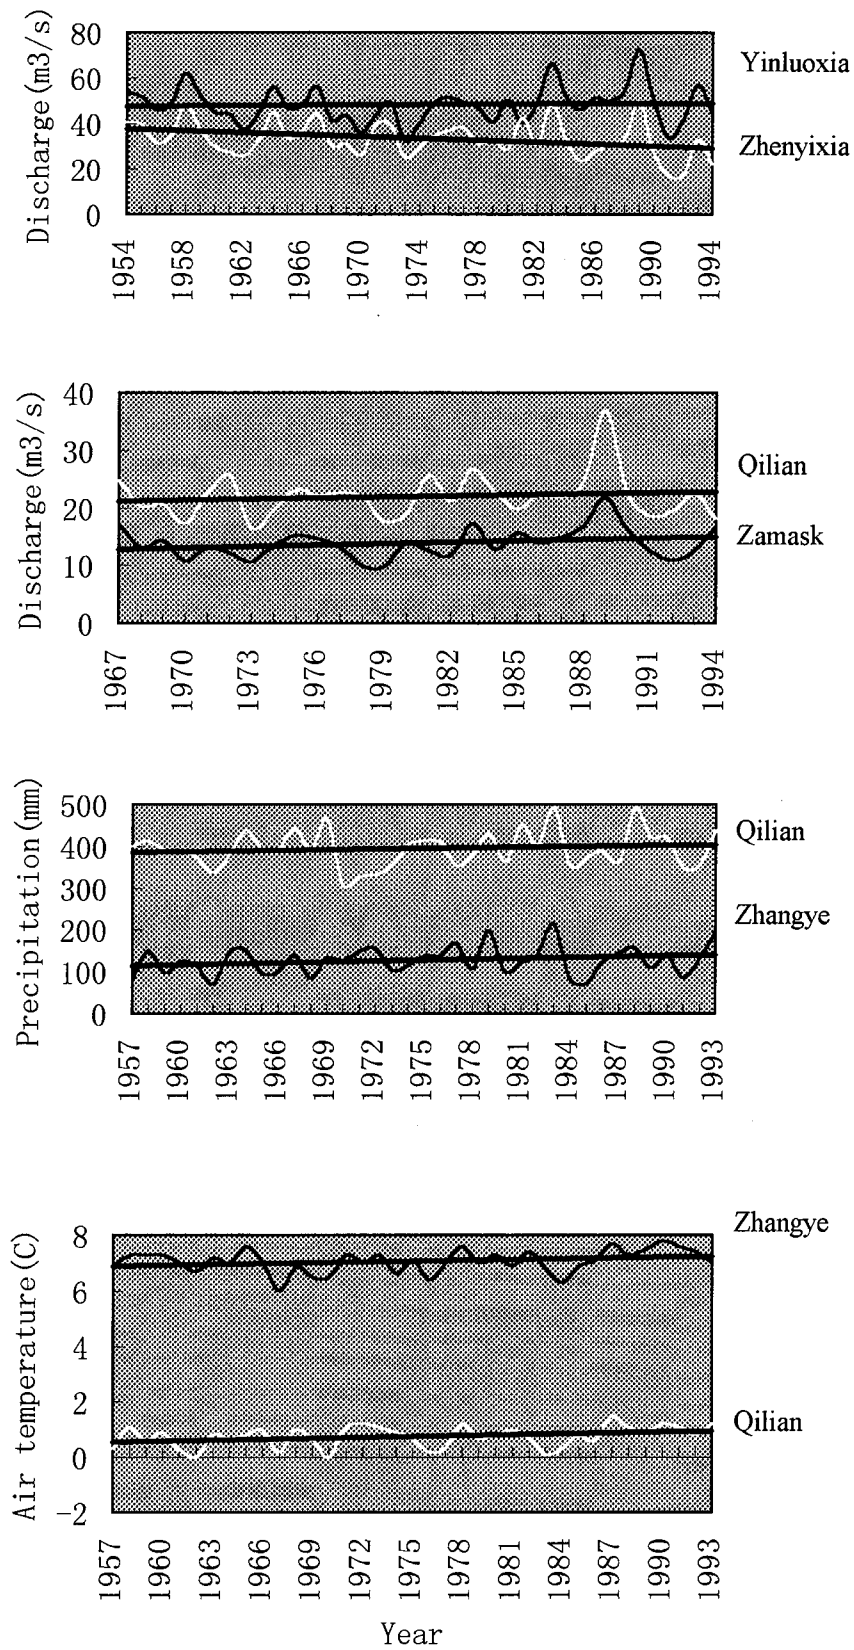 Discharge(m3/s)
80
60
40
20
0
Yinluoxia
Zhenyixia
1954 1958 1962 1966 1970 1974 1978 1982 1986 1990 1994
Discharge(m3/s)
40
30
20
10
0
Qilian
Zamask
1967 1970 1973 1976 1979 1982 1985 1988 1991 1994
Precipitation(mm)
500
400
300
200
100
0
Qilian
Zhangye
1957 1960 1963 1966 1969 1972 1975 1978 1981 1984 1987 1990 1993
Air temperature(C)
8
6
4
2
0
-2
Zhangye
Qilian
1957 1960 1963 1966 1969 1972 1975 1978 1981 1984 1987 1990 1993
Year